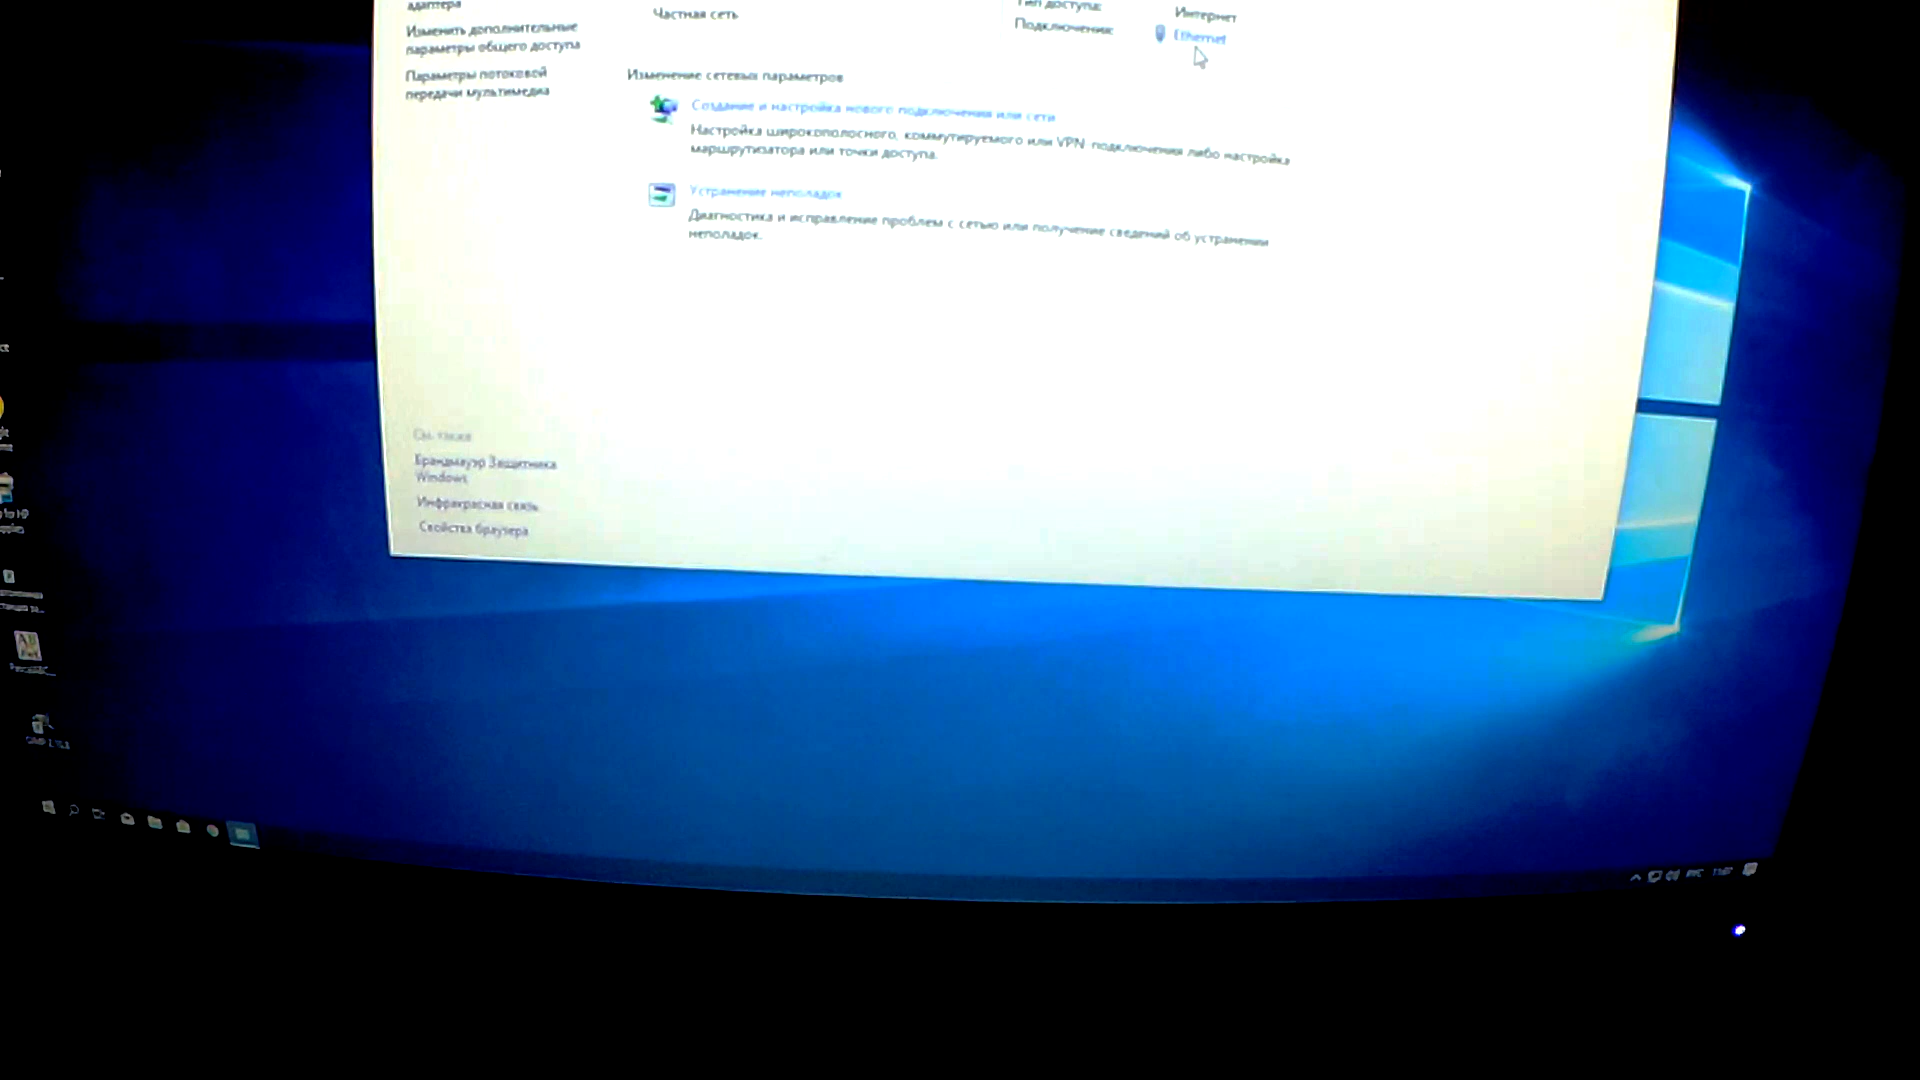 адаптера
Изменить дополнительные
параметры общего доступа
Параметры потоковой
передачи мультимедиа
Частная сеть
Тип доступа:
Интернет
Подключения:
Ethernet
Изменение сетевых параметров
Создание и настройка нового подключения или сети
Настройка широкополосного, коммутируемого или VPN-подключения либо настройка
маршрутизатора или точки доступа.
Устранение неполадок
Диагностика и исправление проблем с сетью или получение сведений об устранении
неполадок.
См. также
Брандмауэр Защитника
Windows
Инфракрасная связь
Свойства браузера
РУС